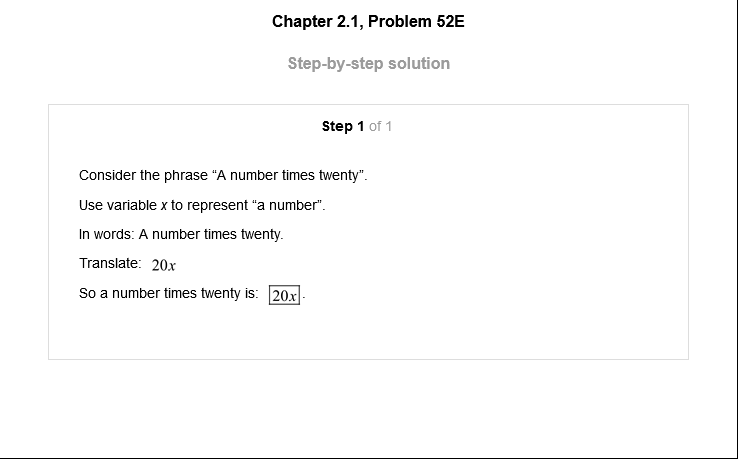 Chapter 2.1, Problem 52E
Step-by-step solution
Step 1 of 1
Consider the phrase “A number times twenty”.
Use variable x to represent “a number”.
In words: A number times twenty.
Translate: 20x
So a number times twenty is: 20x.